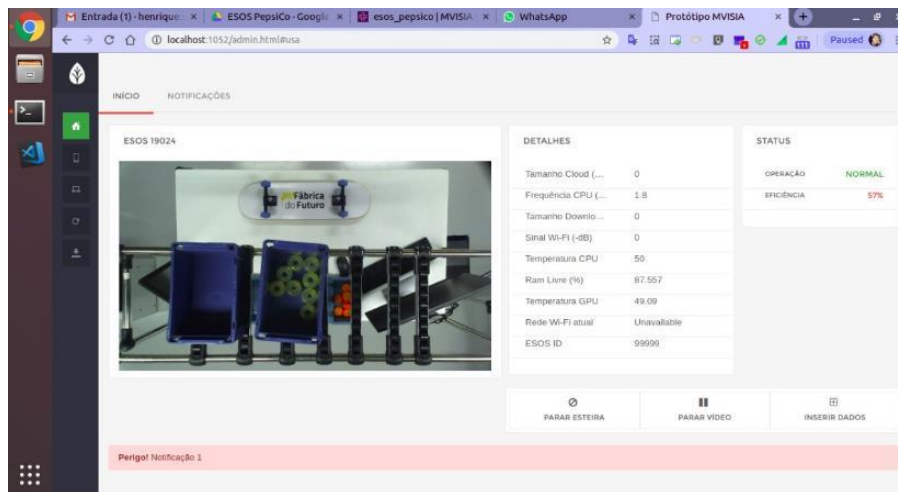 Entrada (1) - henrique.
ESOS PepsiCo - Google
esos_pepsico | MVISIA
WhatsApp
Protótipo MVISIA
localhost:1052/admin.html#usa
Paused
INÍCIO
NOTIFICAÇÕES
ESOS 19024
Fábrica
do Futuro
DETALHES
Tamanho Cloud (...
0
Frequência CPU (...
1.8
Tamanho Downlo...
0
Sinal Wi-Fi (-dB)
0
Temperatura CPU
50
Ram Livre (%)
87.557
Temperatura GPU
49.09
Rede Wi-Fi atual
Unavailable
ESOS ID
99999
STATUS
OPERAÇÃO
NORMAL
EFICIÊNCIA
57%
PARAR ESTEIRA
PARAR VÍDEO
INSERIR DADOS
Perigo! Notificação 1